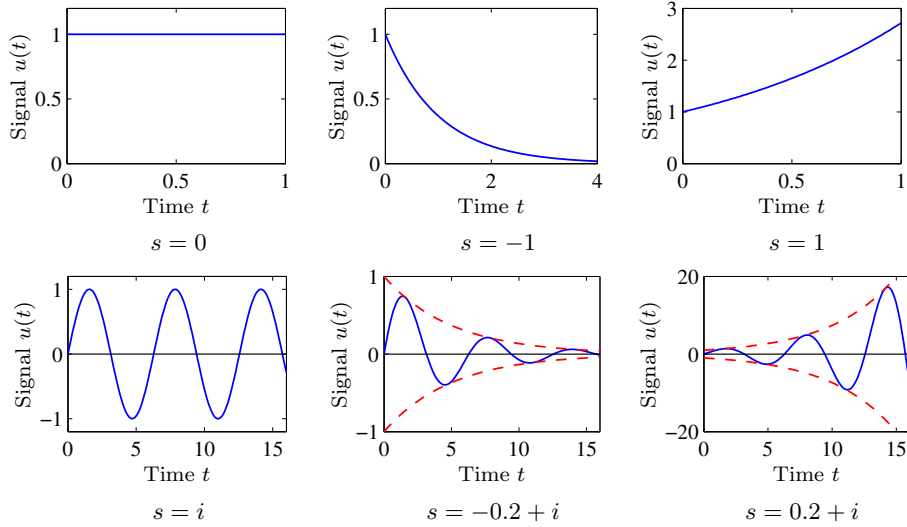 Signal u(t)
1
0.5
0
0
0.5
1
Time t
s = 0
Signal u(t)
1
0.5
0
0
2
4
Time t
s = −1
Signal u(t)
3
2
1
0
0
0.5
1
Time t
s = 1
Signal u(t)
1
0
−1
0
5
10
15
Time t
s = i
Signal u(t)
1
0
−1
0
5
10
15
Time t
s = −0.2 + i
Signal u(t)
20
0
−20
0
5
10
15
Time t
s = 0.2 + i